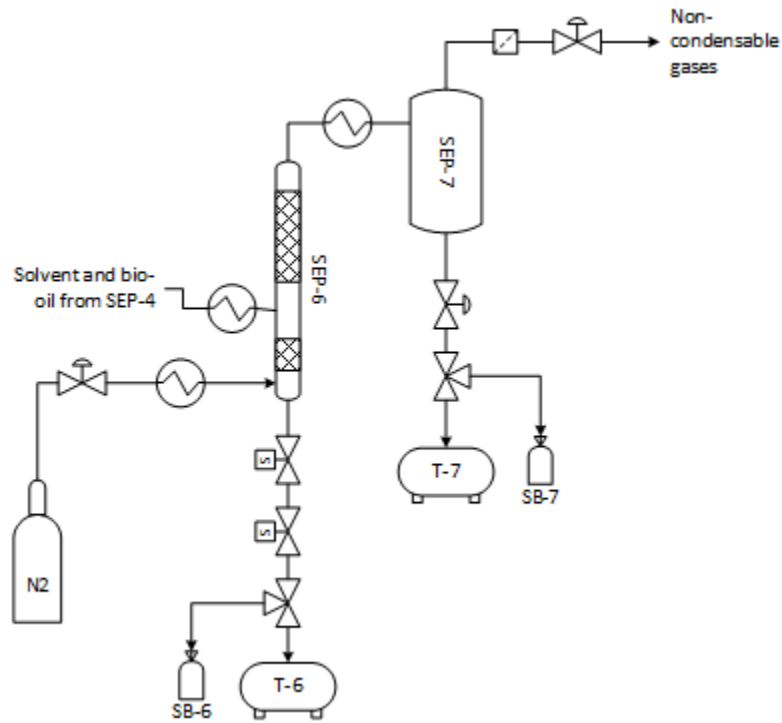 Non-
condensable
gases
SEP-7
SEP-6
Solvent and bio-
oil from SEP-4
S
T-7
SB-7
S
N2
T-6
SB-6